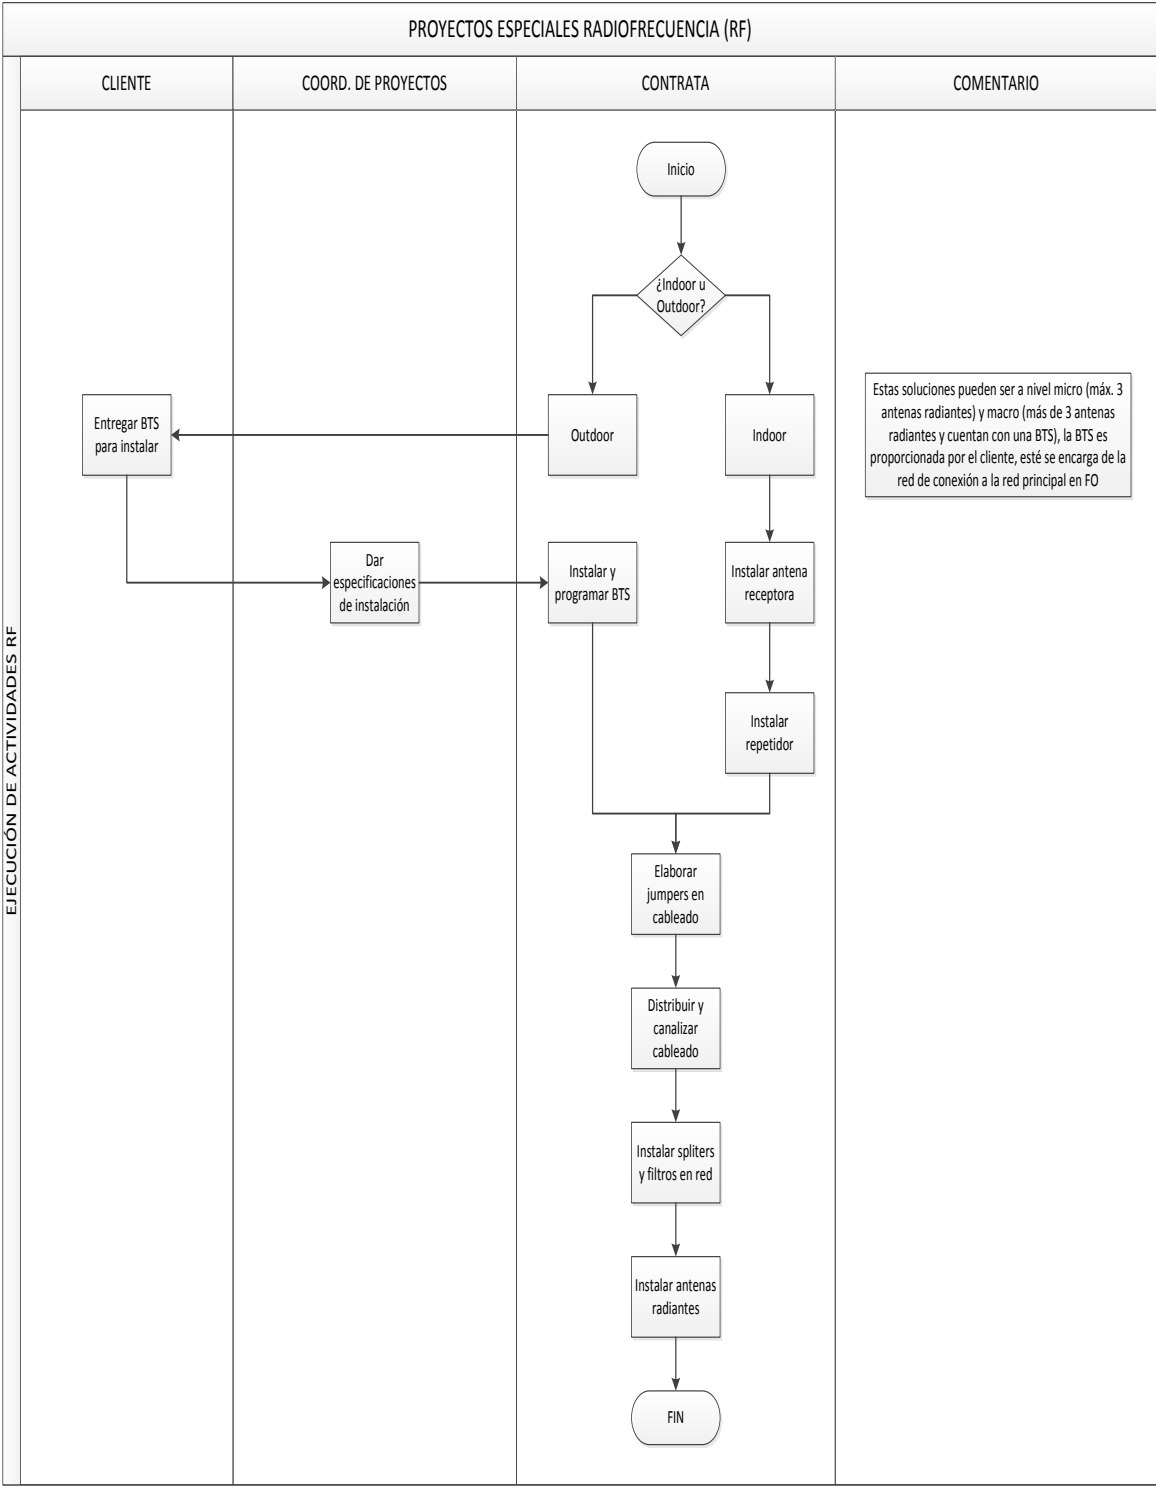 PROYECTOS ESPECIALES RADIOFRECUENCIA (RF)
CLIENTE
COORD. DE PROYECTOS
CONTRATA
COMENTARIO
EJECUCIÓN DE ACTIVIDADES RF
Inicio
¿Indoor u
Outdoor?
Entregar BTS
para instalar
Outdoor
Indoor
Estas soluciones pueden ser a nivel micro (máx. 3
antenas radiantes) y macro (más de 3 antenas
radiantes y cuentan con una BTS), la BTS es
proporcionada por el cliente, esté se encarga de la
red de conexión a la red principal en FO
Dar
especificaciones
de instalación
Instalar y
programar BTS
Instalar antena
receptora
Instalar
repetidor
Elaborar
jumpers en
cableado
Distribuir y
canalizar
cableado
Instalar spliters
y filtros en red
Instalar antenas
radiantes
FIN